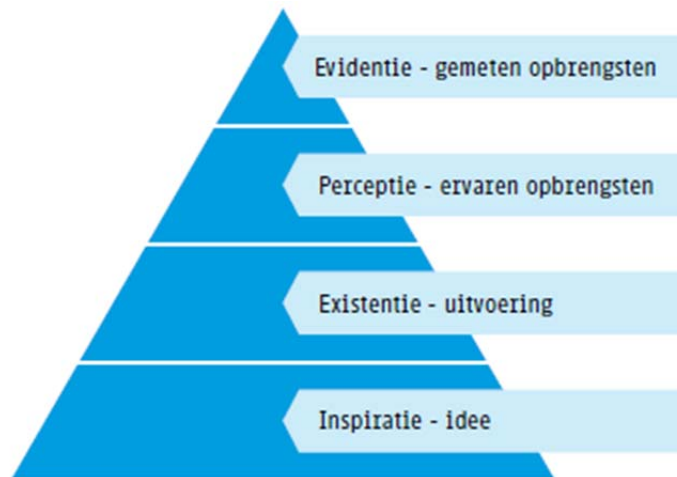 Evidentie - gemeten opbrengsten
Perceptie - ervaren opbrengsten
Existentie - uitvoering
Inspiratie - idee